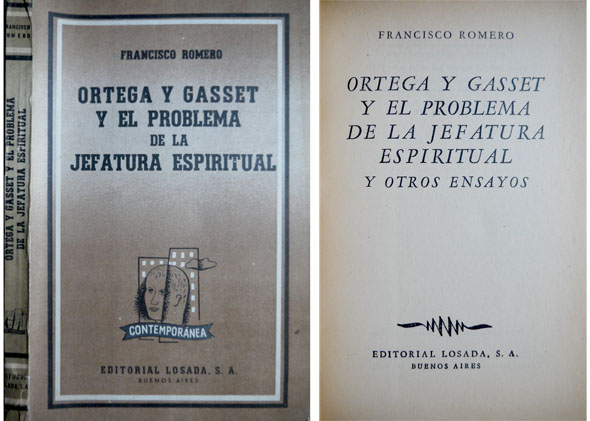 FRANCISCO
ROMERO
ORTEGA Y GASSET Y EL PROBLEMA
DE LA JEFATURA ESPIRITUAL
FRANCISCO ROMERO
ORTEGA Y GASSET
Y EL PROBLEMA
DE LA
JEFATURA ESPIRITUAL
CONTEMPORÁNEA
EDITORIAL LOSADA, S. A.
BUENOS AIRES
FRANCISCO ROMERO
ORTEGA Y GASSET
Y EL PROBLEMA
DE LA JEFATURA
ESPIRITUAL
Y OTROS ENSAYOS
EDITORIAL LOSADA, S. A.
BUENOS AIRES